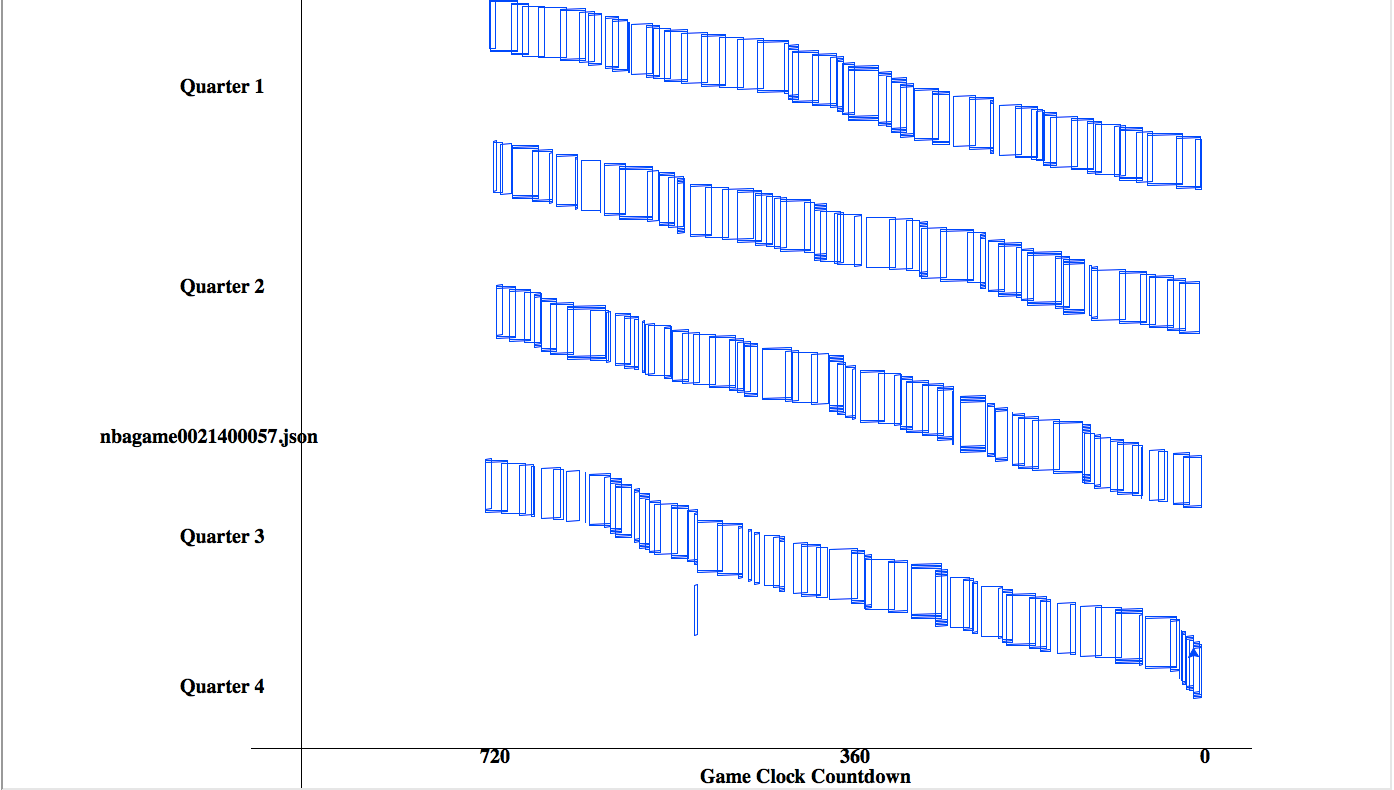 Quarter 1
Quarter 2
nbagame0021400057.json
Quarter 3
Quarter 4
720 360 0
Game Clock Countdown